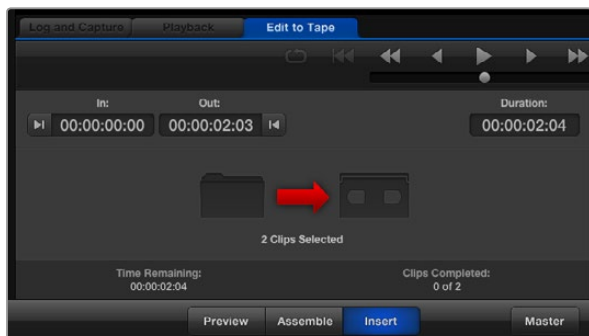 Log and Capture Playback Edit to Tape
In: Out: Duration:
00:00:00:00 00:00:02:03 00:00:02:04
2 Clips Selected
Time Remaining: Clips Completed:
00:00:02:04 0 of 2
Preview Assemble Insert Master